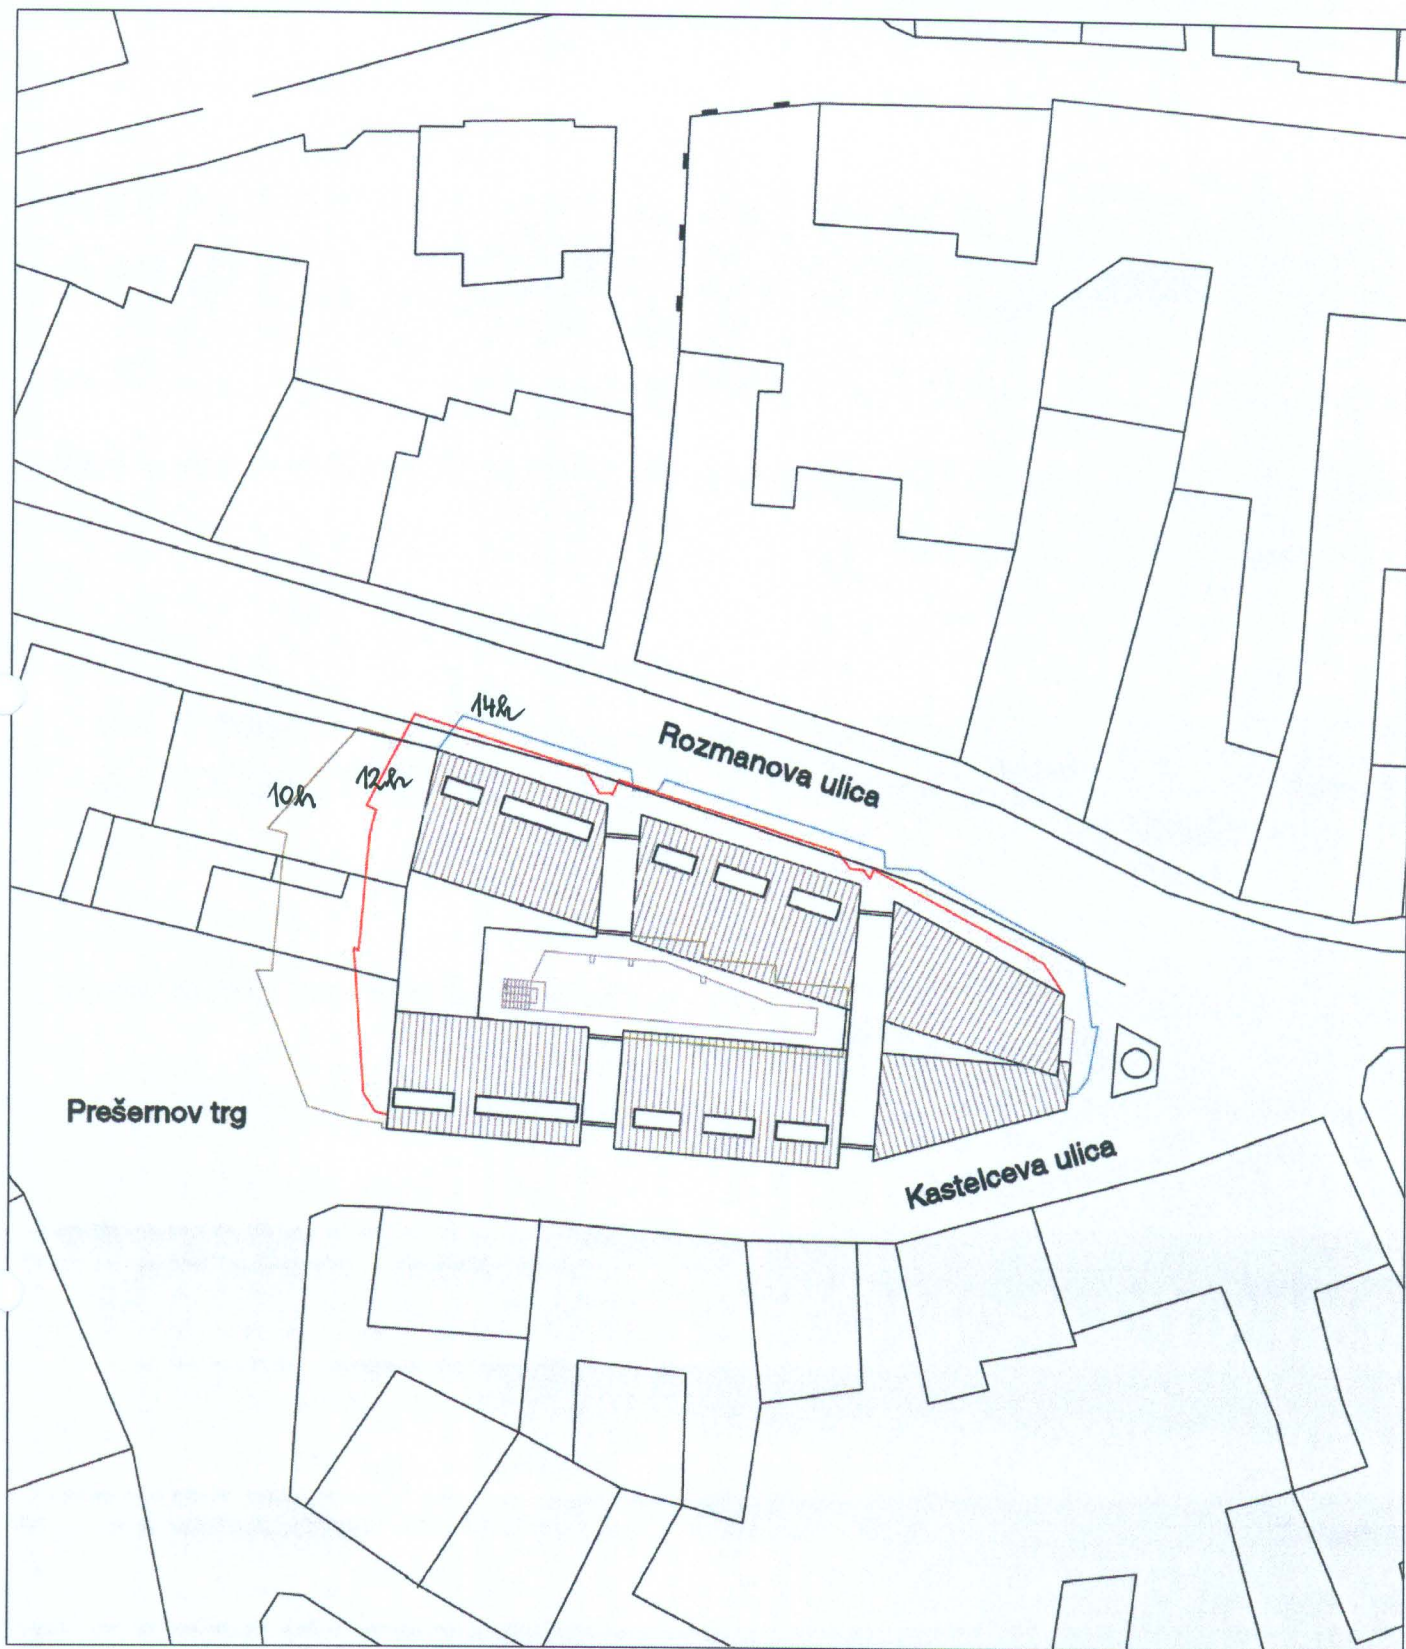 14h
Rozmanova ulica
12h
10h
Prešernov trg
Kastelceva ulica